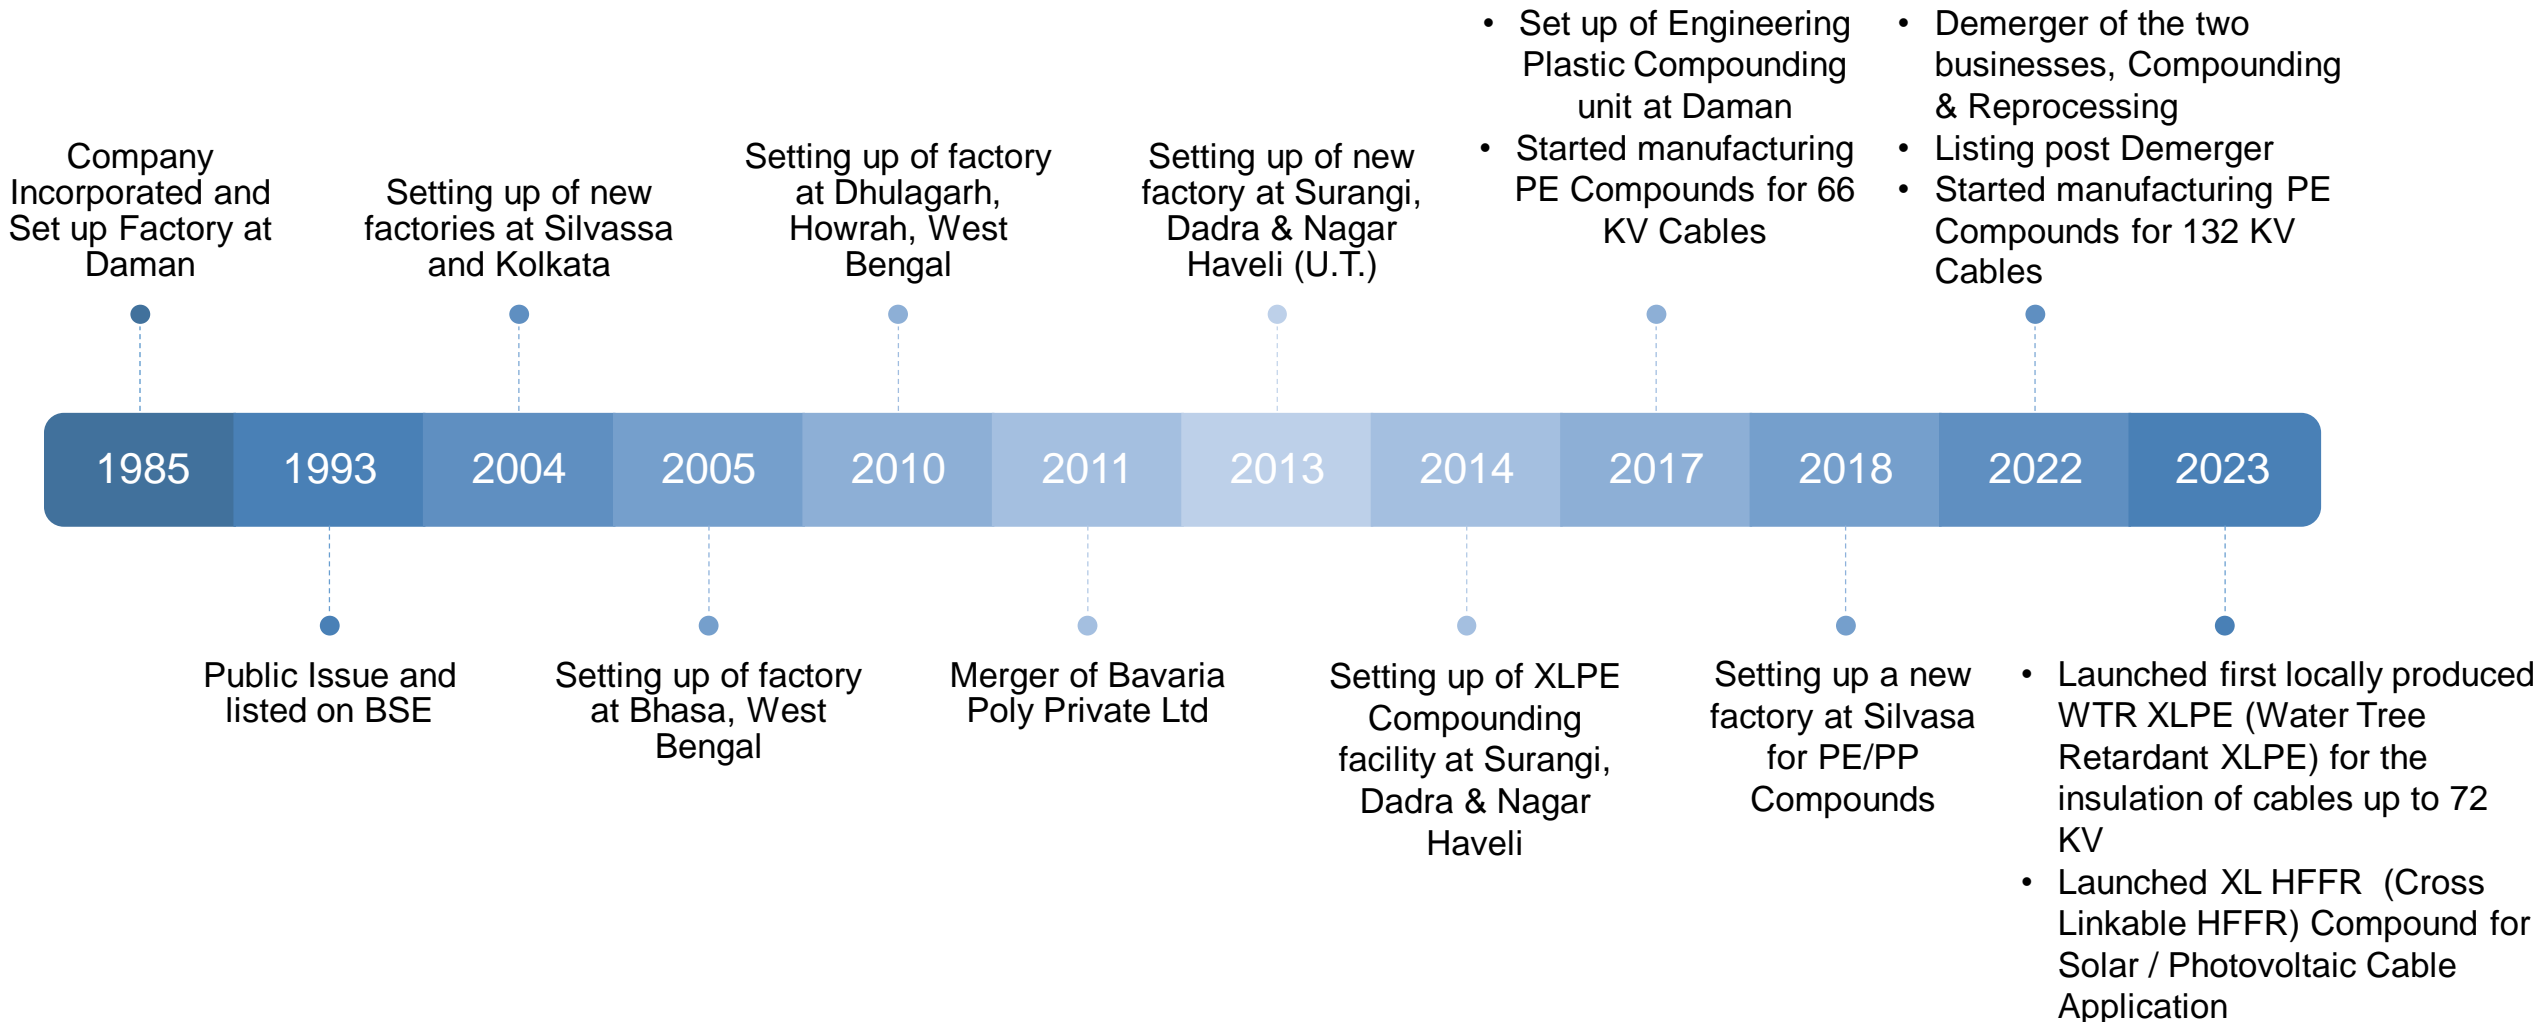 Company
Incorporated and
Set up Factory at
Daman
Setting up of new
factories at Silvassa
and Kolkata
Setting up of factory
at Dhulagarh,
Howrah, West
Bengal
Setting up of new
factory at Surangi,
Dadra & Nagar
Haveli (U.T.)
• Set up of Engineering
Plastic Compounding
unit at Daman
• Started manufacturing
PE Compounds for 66
KV Cables
• Demerger of the two
businesses, Compounding
& Reprocessing
• Listing post Demerger
• Started manufacturing PE
Compounds for 132 KV
Cables
1985 1993 2004 2005 2010 2011 2013 2014 2017 2018 2022 2023
Public Issue and
listed on BSE
Setting up of factory
at Bhasa, West
Bengal
Merger of Bavaria
Poly Private Ltd
Setting up of XLPE
Compounding
facility at Surangi,
Dadra & Nagar
Haveli
Setting up a new
factory at Silvasa
for PE/PP
Compounds
• Launched first locally produced
WTR XLPE (Water Tree
Retardant XLPE) for the
insulation of cables up to 72
KV
• Launched XL HFFR (Cross
Linkable HFFR) Compound for
Solar / Photovoltaic Cable
Application